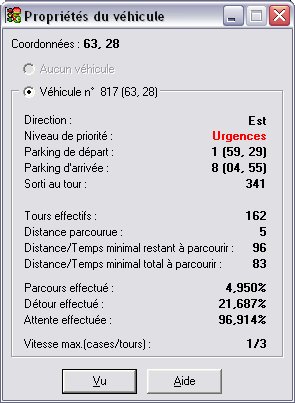 Propriétés du véhicule
Coordonnées : 63, 28
Aucun véhicule
Véhicule n° 817 (63, 28)
Direction : Est
Niveau de priorité : Urgences
Parking de départ : 1 (59, 29)
Parking d'arrivée : 8 (04, 55)
Sorti au tour : 341
Tours effectifs : 162
Distance parcourue : 5
Distance/Temps minimal restant à parcourir : 96
Distance/Temps minimal total à parcourir : 83
Parcours effectué : 4,950%
Détour effectué : 21,687%
Attente effectuée : 96,914%
Vitesse max.(cases/tours) : 1/3
Vu Aide